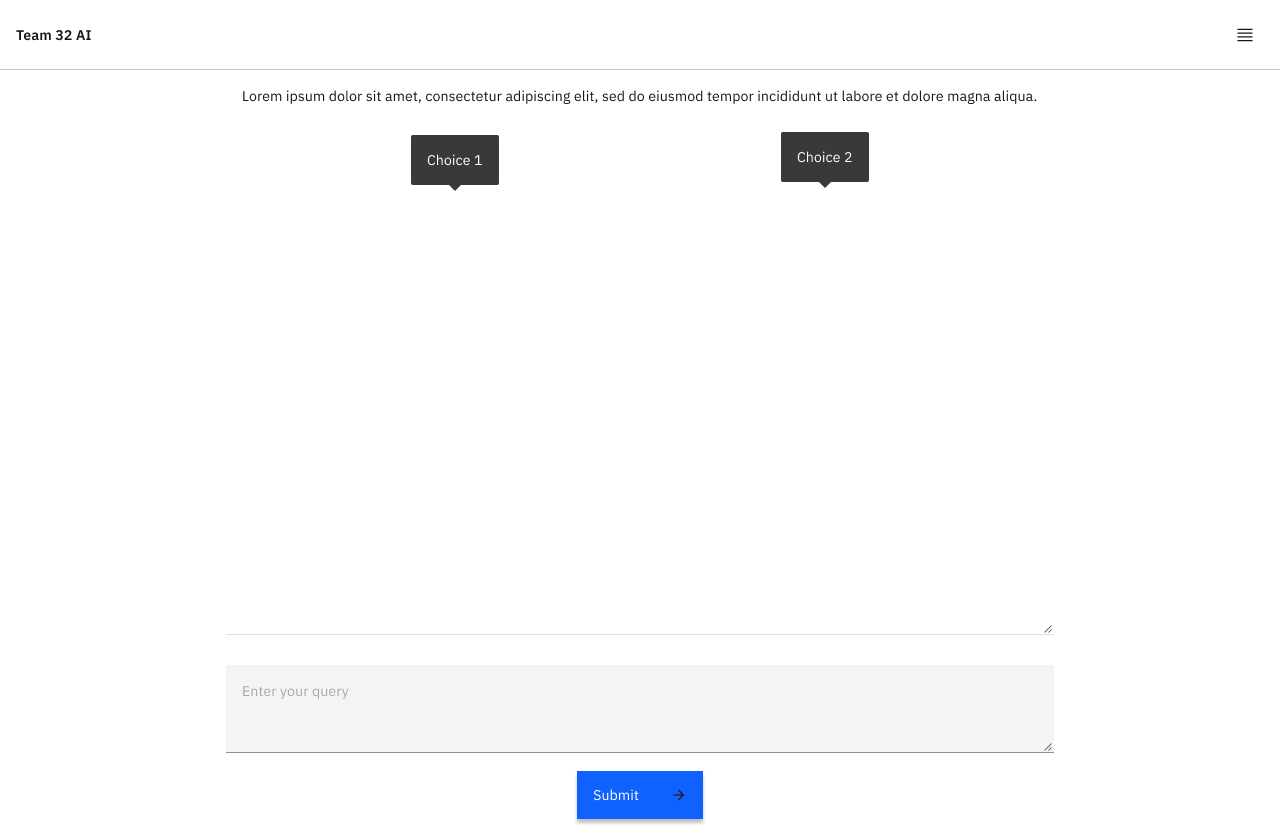 Team 32 AI
Lorem ipsum dolor sit amet, consectetur adipiscing elit, sed do eiusmod tempor incididunt ut labore et dolore magna aliqua.
Choice 1
Choice 2
Enter your query
Submit